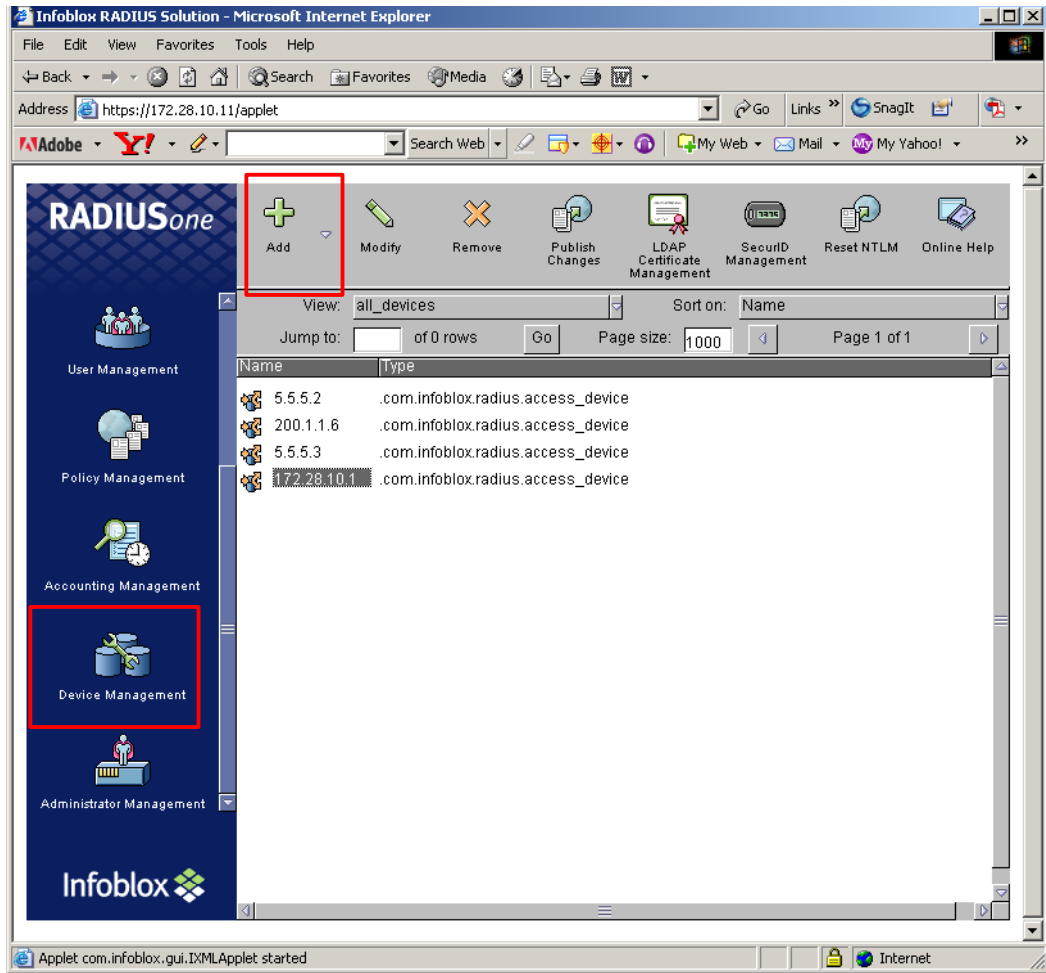 Infoblox RADIUS Solution - Microsoft Internet Explorer
File Edit View Favorites Tools Help
Back Search Favorites Media
Address https://172.28.10.11/applet Go Links » SnagIt
Adobe Y! Search Web My Web Mail My Yahoo! »
RADIUSone
Add Modify Remove Publish Changes LDAP Certificate Management SecurID Management Reset NTLM Online Help
View: all_devices Sort on: Name
Jump to: of 0 rows Go Page size: 1000 Page 1 of 1
Name Type
5.5.5.2 .com.infoblox.radius.access_device
200.1.1.6 .com.infoblox.radius.access_device
5.5.5.3 .com.infoblox.radius.access_device
172.28.10.1 .com.infoblox.radius.access_device
User Management
Policy Management
Accounting Management
Device Management
Administrator Management
Infoblox
Applet com.infoblox.gui.IXMLApplet started Internet